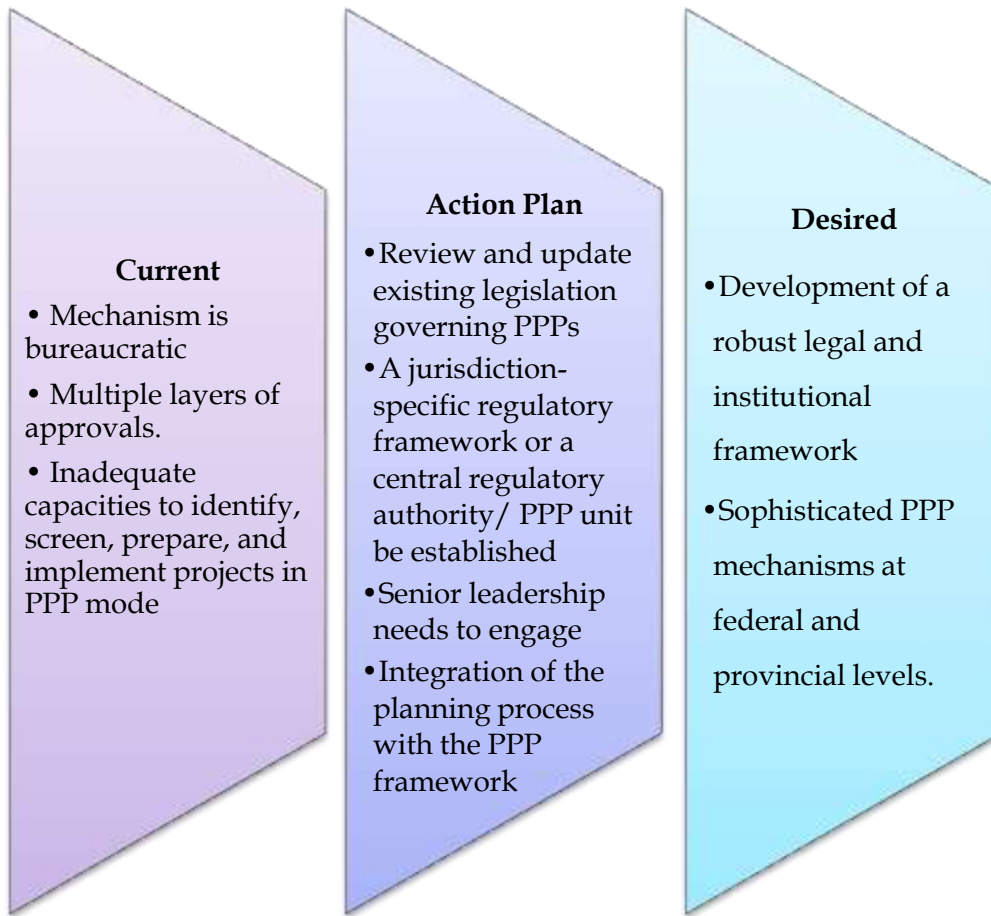 Current
• Mechanism is
bureaucratic
• Multiple layers of
approvals.
• Inadequate
capacities to identify,
screen, prepare, and
implement projects in
PPP mode
Action Plan
•Review and update
existing legislation
governing PPPs
•A jurisdiction-
specific regulatory
framework or a
central regulatory
authority/ PPP unit
be established
•Senior leadership
needs to engage
•Integration of the
planning process
with the PPP
framework
Desired
•Development of a
robust legal and
institutional
framework
•Sophisticated PPP
mechanisms at
federal and
provincial levels.